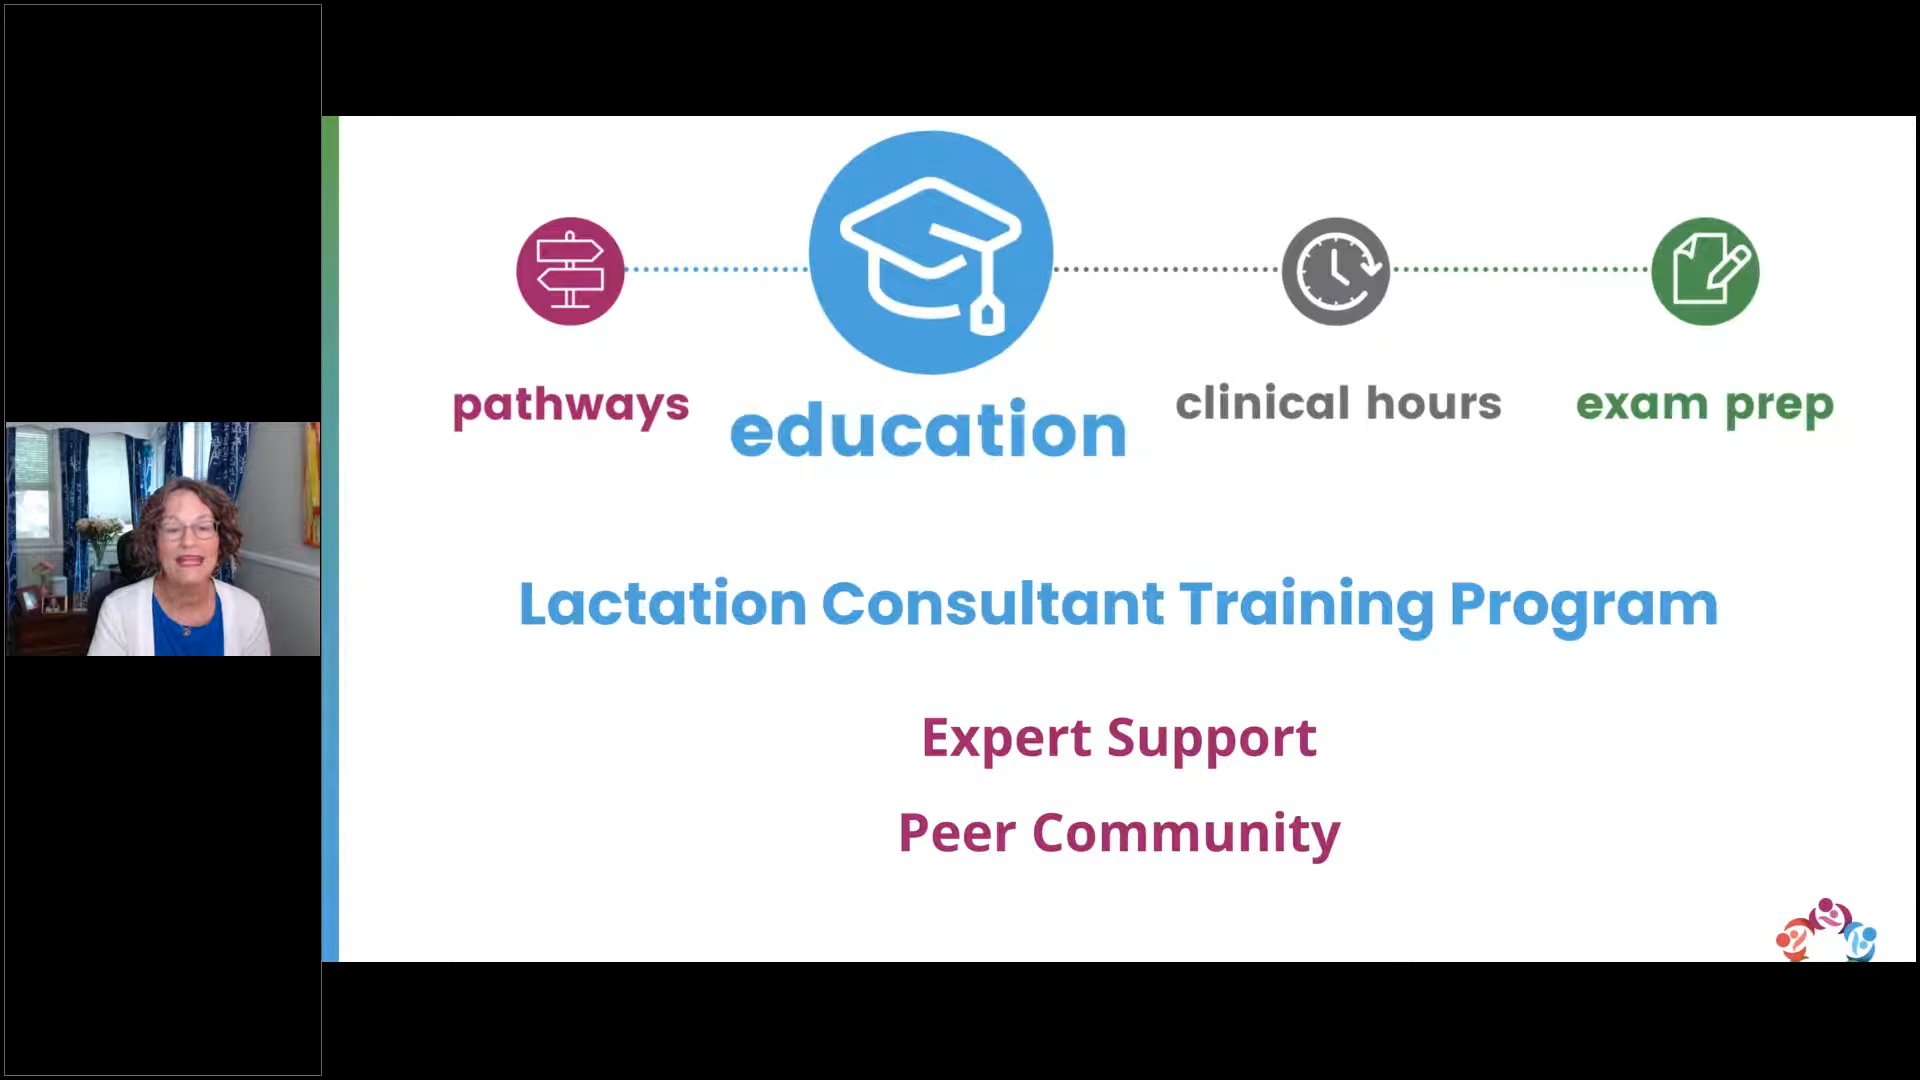 pathways
education
clinical hours
exam prep
Lactation Consultant Training Program
Expert Support
Peer Community